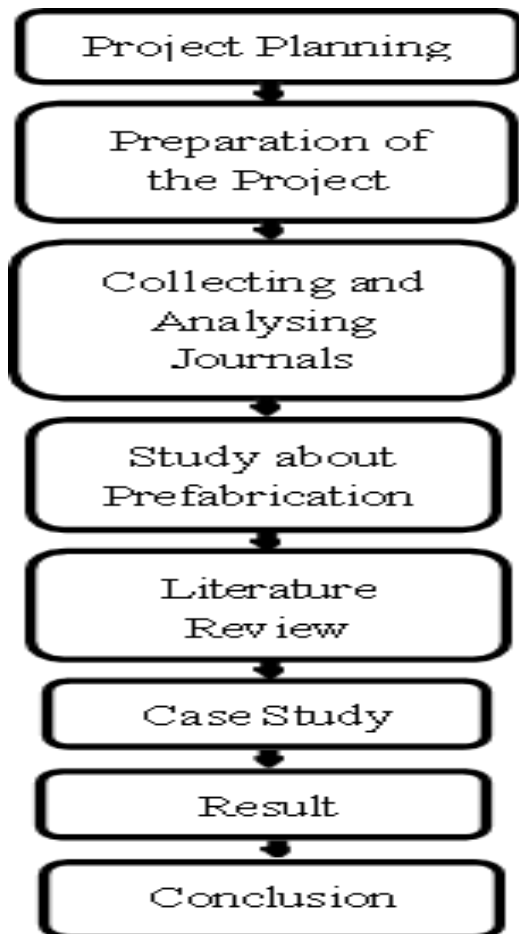 Project Planning
Preparation of
the Project
Collecting and
Analysing
Journals
Study about
Prefabrication
Literature
Review
Case Study
Result
Conclusion